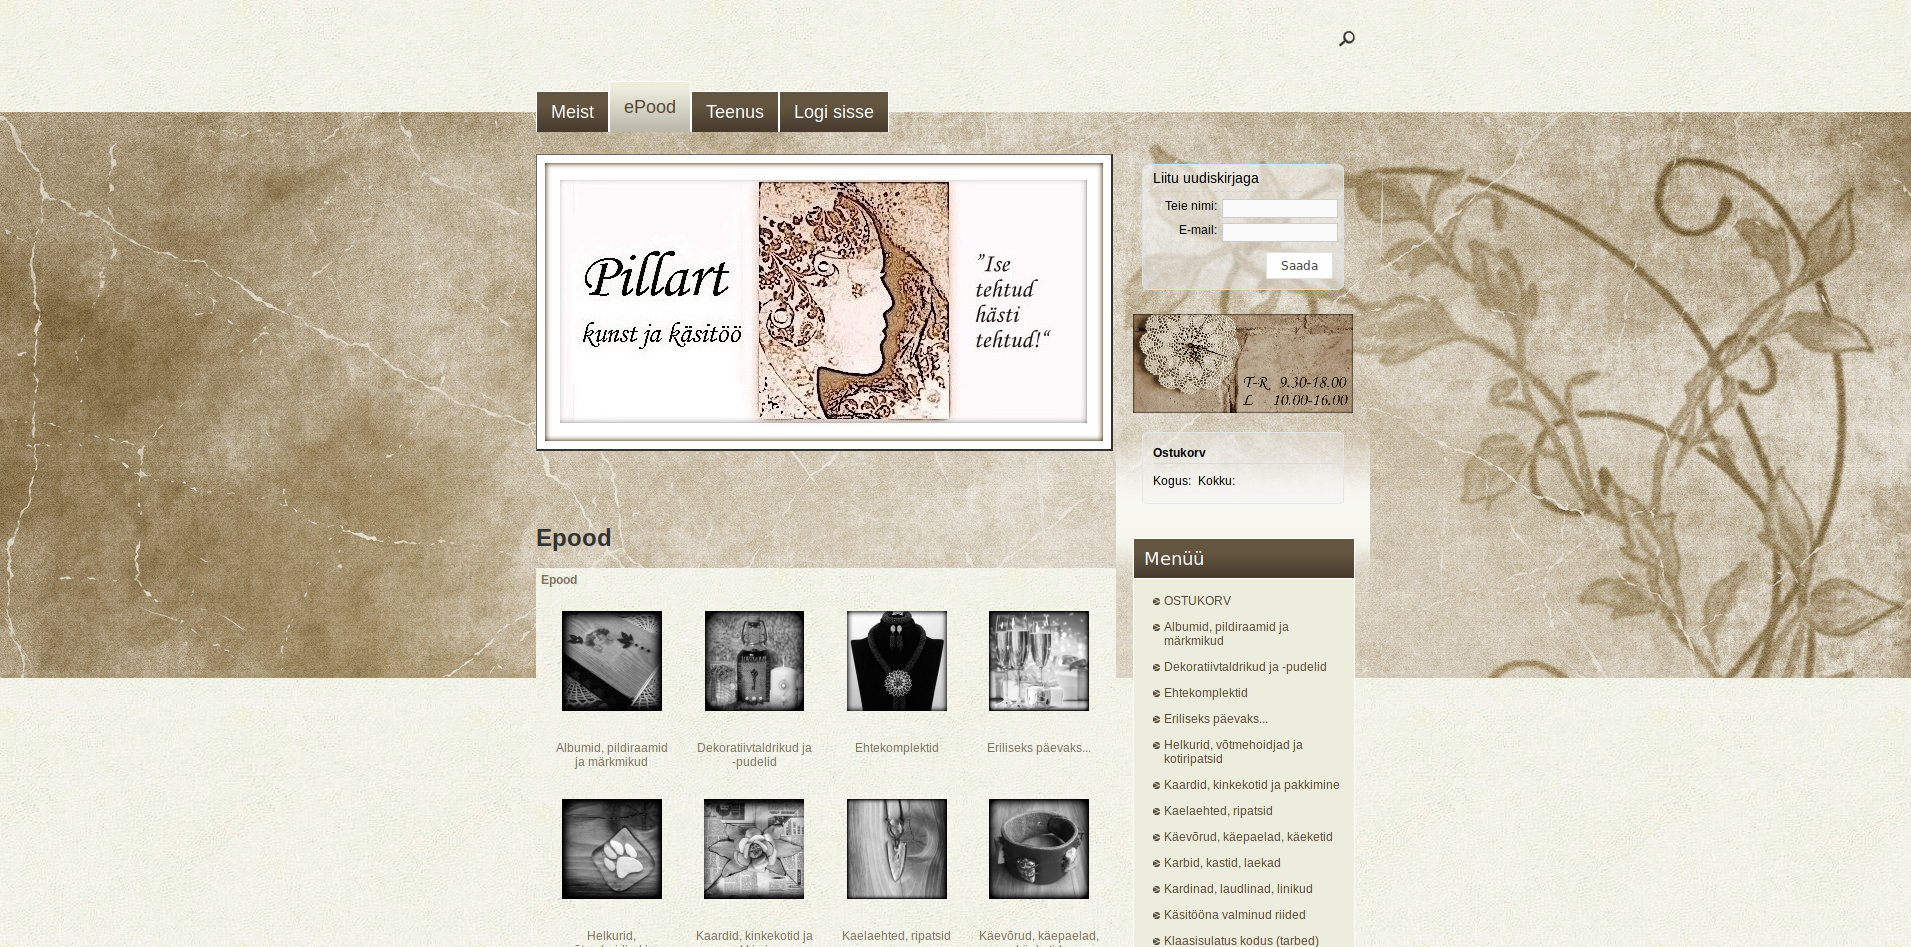 Meist
ePood
Teenus
Logi sisse
Pillart
kunst ja käsitöö
”Ise
tehtud
hästi
tehtud!“
Liitu uudiskirjaga
Teie nimi:
E-mail:
Saada
T-R 9.30-18.00
L 10.00-16.00
Ostukorv
Kogus: Kokku:
Epood
Epood
Albumid, pildiraamid
ja märkmikud
Dekoratiivtaldrikud ja
-pudelid
Ehtekomplektid
Eriliseks päevaks...
Helkurid,
Kaardid, kinkekotid ja
Kaelaehted, ripatsid
Käevõrud, käepaelad,
Menüü
OSTUKORV
Albumid, pildiraamid ja
märkmikud
Dekoratiivtaldrikud ja -pudelid
Ehtekomplektid
Eriliseks päevaks...
Helkurid, võtmehoidjad ja
kotiripatsid
Kaardid, kinkekotid ja pakkimine
Kaelaehted, ripatsid
Käevõrud, käepaelad, käeketid
Karbid, kastid, laekad
Kardinad, laudlinad, linikud
Käsitööna valminud riided
Klaasisulatus kodus (tarbed)